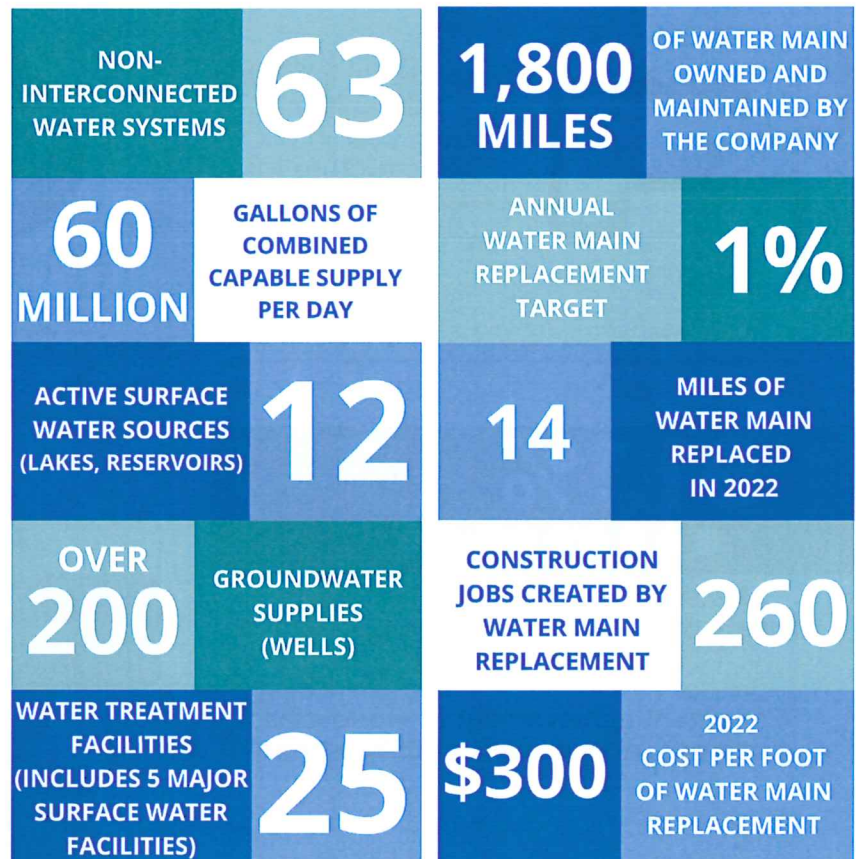 NON-
INTERCONNECTED
WATER SYSTEMS
63
60
MILLION
GALLONS OF
COMBINED
CAPABLE SUPPLY
PER DAY
ACTIVE SURFACE
WATER SOURCES
(LAKES, RESERVOIRS)
12
OVER
200
GROUNDWATER
SUPPLIES
(WELLS)
WATER TREATMENT
FACILITIES
(INCLUDES 5 MAJOR
SURFACE WATER
FACILITIES)
25
1,800
MILES
OF WATER MAIN
OWNED AND
MAINTAINED BY
THE COMPANY
ANNUAL
WATER MAIN
REPLACEMENT
TARGET
1%
14
MILES OF
WATER MAIN
REPLACED
IN 2022
CONSTRUCTION
JOBS CREATED BY
WATER MAIN
REPLACEMENT
260
$300
2022
COST PER FOOT
OF WATER MAIN
REPLACEMENT